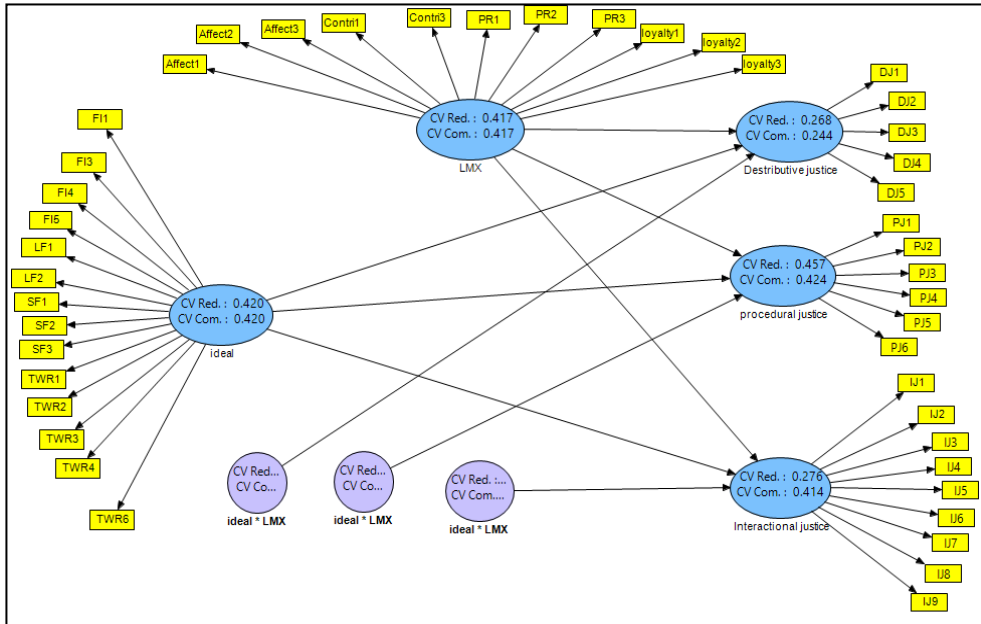 Affect1
Affect2
Affect3
Contri1
Contri3
PR1
PR2
PR3
loyalty1
loyalty2
loyalty3
CV Red. : 0.417
CV Com. : 0.417
LMX
DJ1
DJ2
DJ3
DJ4
DJ5
CV Red. : 0.268
CV Com. : 0.244
Destributive justice
FI1
FI3
FI4
FI5
LF1
LF2
SF1
SF2
SF3
TWR1
TWR2
TWR3
TWR4
TWR6
CV Red. : 0.420
CV Com. : 0.420
ideal
PJ1
PJ2
PJ3
PJ4
PJ5
PJ6
CV Red. : 0.457
CV Com. : 0.424
procedural justice
CV Red...
CV Co...
ideal * LMX
CV Red...
CV Co...
ideal * LMX
CV Red. :...
CV Com....
ideal * LMX
CV Red. : 0.276
CV Com. : 0.414
Interactional justice
IJ1
IJ2
IJ3
IJ4
IJ5
IJ6
IJ7
IJ8
IJ9